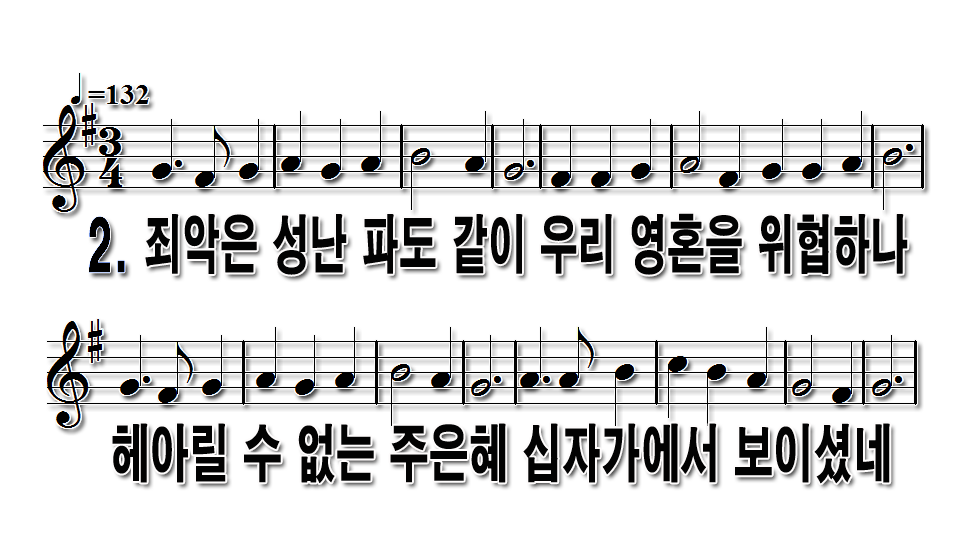 ♩=132
3
4
2. 죄악은 성난 파도 같이 우리 영혼을 위협하나
헤아릴 수 없는 주은혜 십자가에서 보이셨네